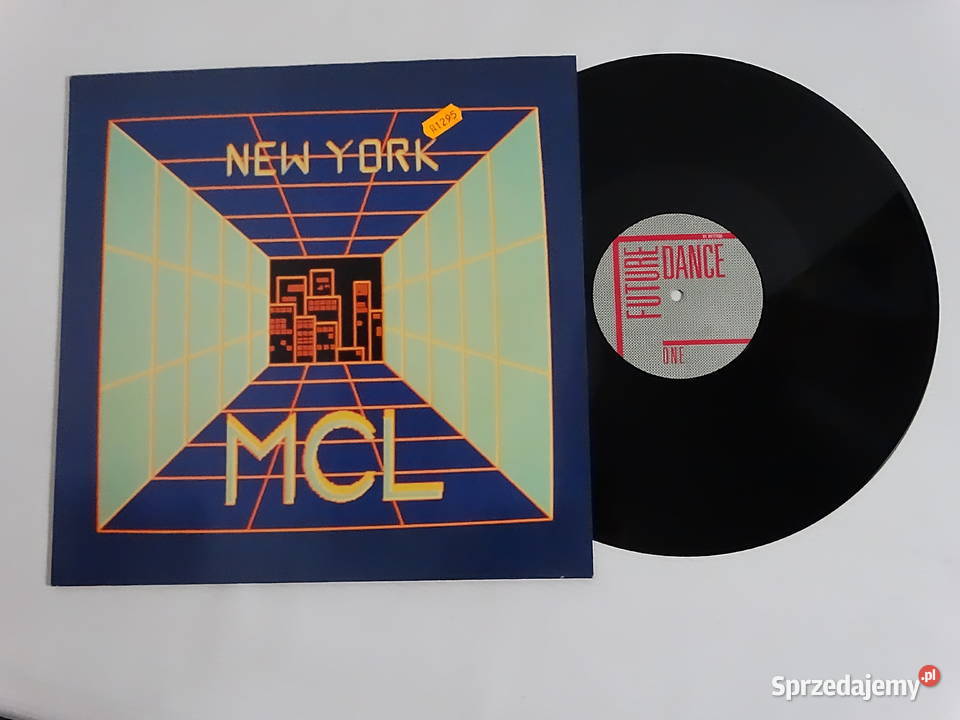 NEW YORK
A1295
MCL
FUTURE
DANCE
ONE
Sprzedajemy.pl